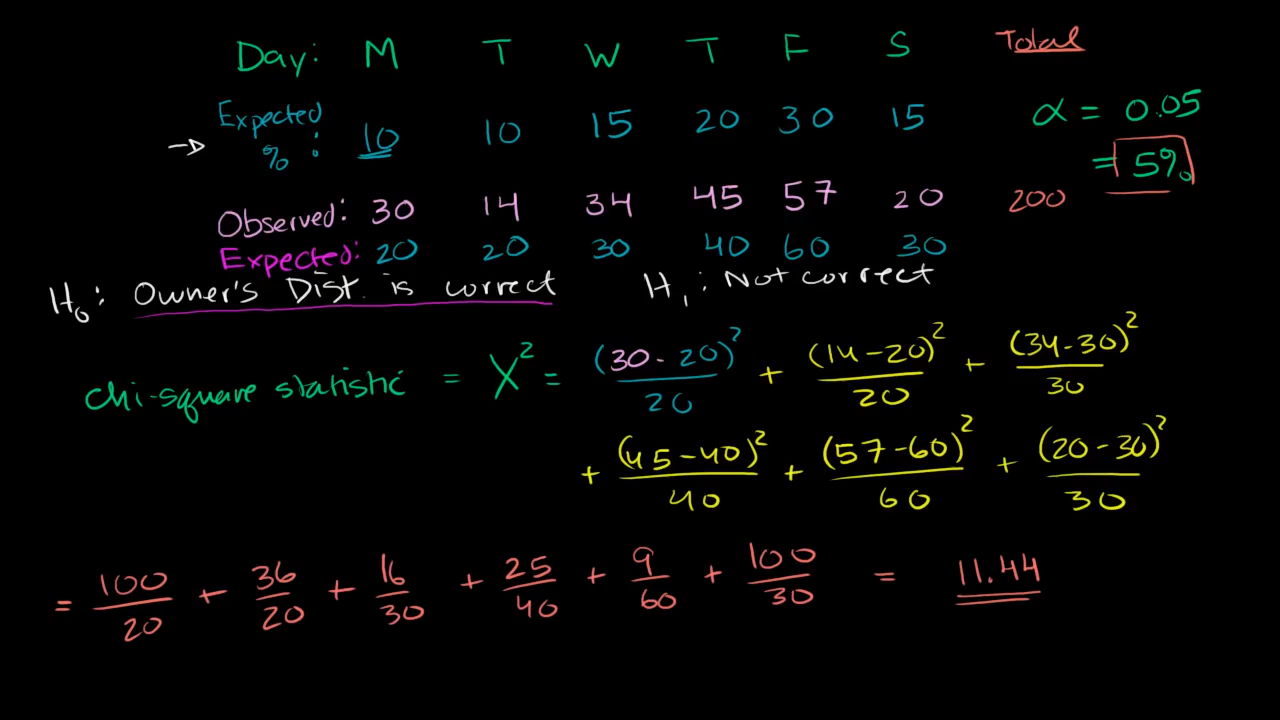 Day: M T W T F S Total
Expected %: 10 10 15 20 30 15
α = 0.05
= 5%
Observed: 30 14 34 45 57 20 200
Expected: 20 20 30 40 60 30
H₀: Owner's Dist. is correct H₁: Not correct
chi-square statistic = X² = (30-20)²/20 + (14-20)²/20 + (34-30)²/30
+ (45-40)²/40 + (57-60)²/60 + (20-30)²/30
= 100/20 + 36/20 + 16/30 + 25/40 + 9/60 + 100/30 = 11.44